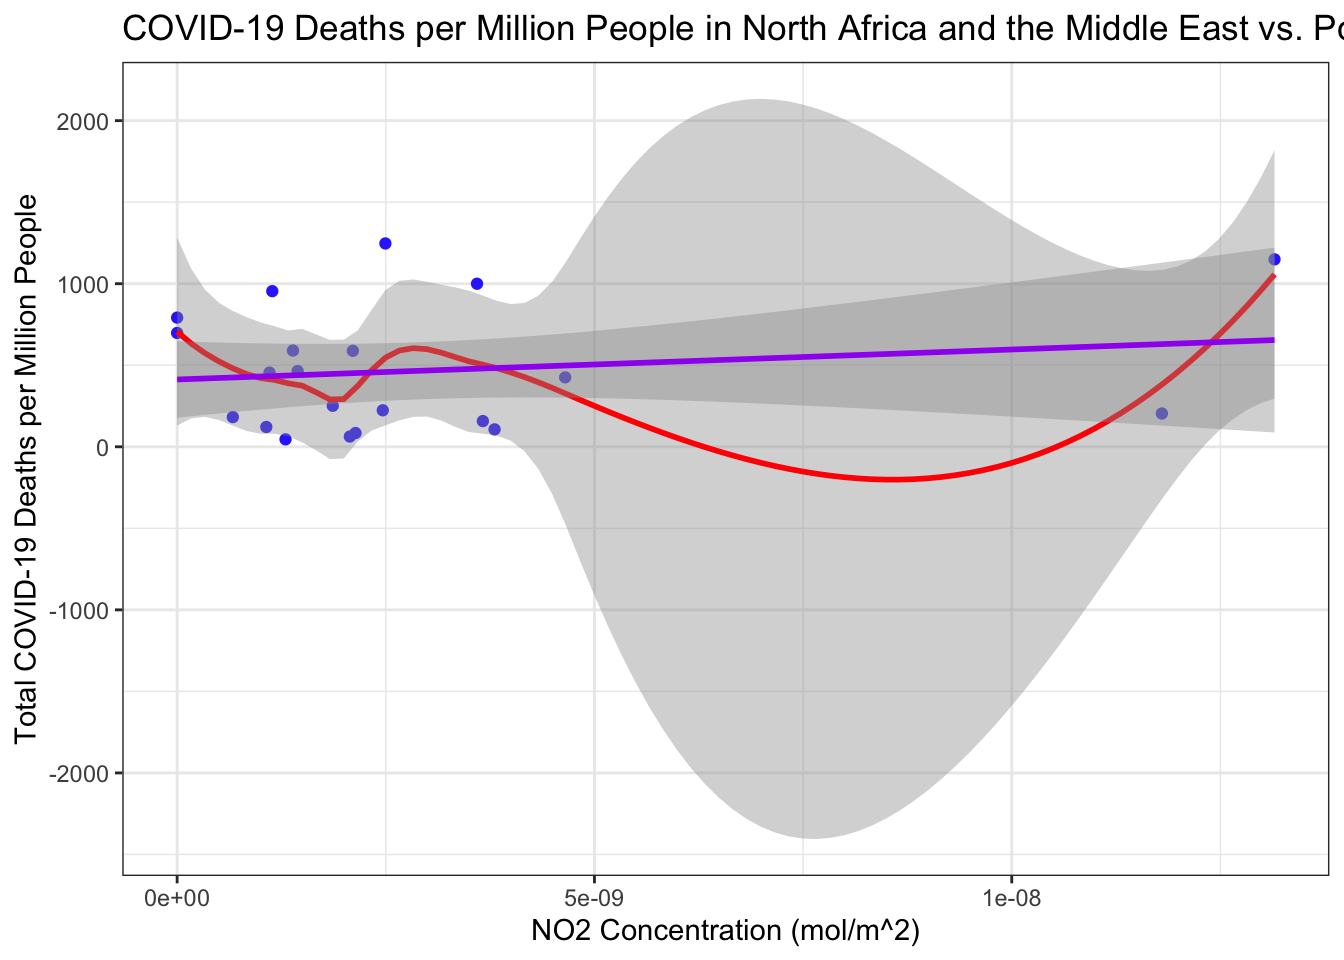 COVID-19 Deaths per Million People in North Africa and the Middle East vs.
Total COVID-19 Deaths per Million People
2000
1000
0
-1000
-2000
0e+00
5e-09
1e-08
NO2 Concentration (mol/m^2)